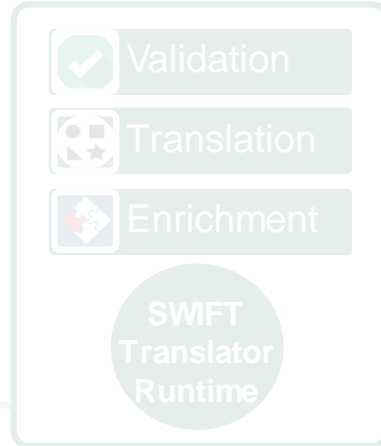 Validation
Translation
Enrichment
SWIFT
Translator
Runtime